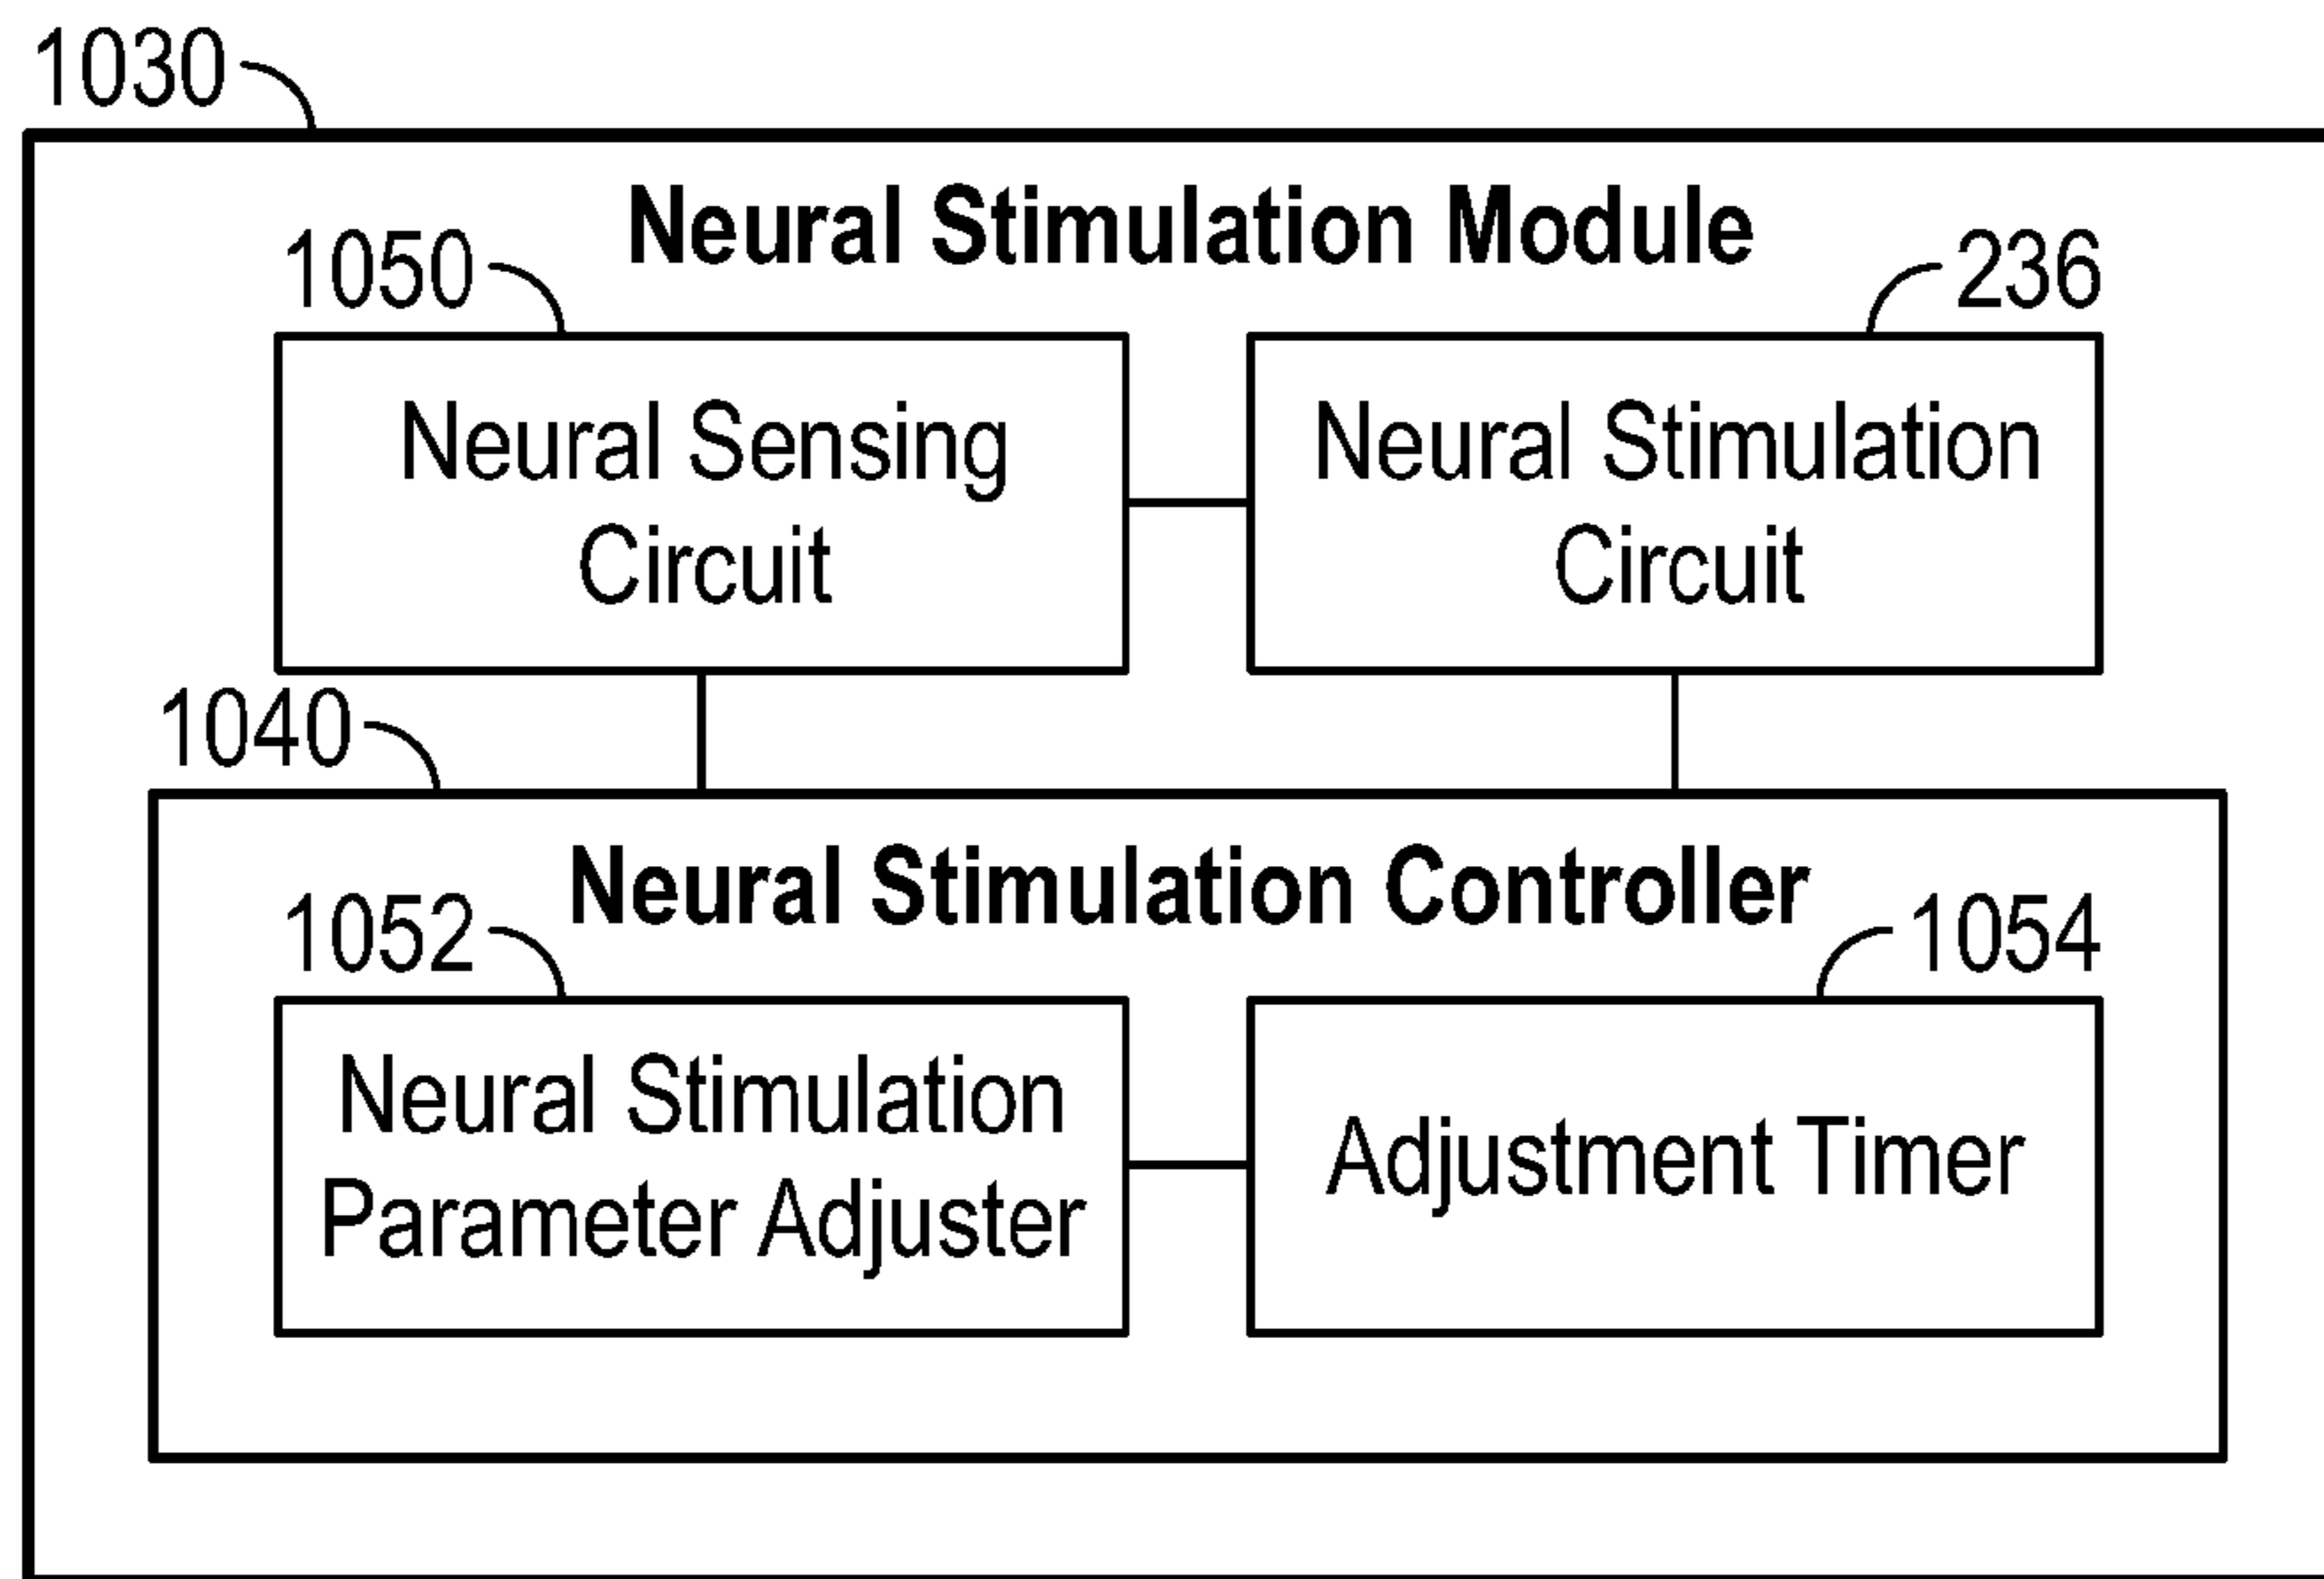 1030
Neural Stimulation Module
1050
236
Neural Sensing
Circuit
Neural Stimulation
Circuit
1040
Neural Stimulation Controller
1052
1054
Neural Stimulation
Parameter Adjuster
Adjustment Timer